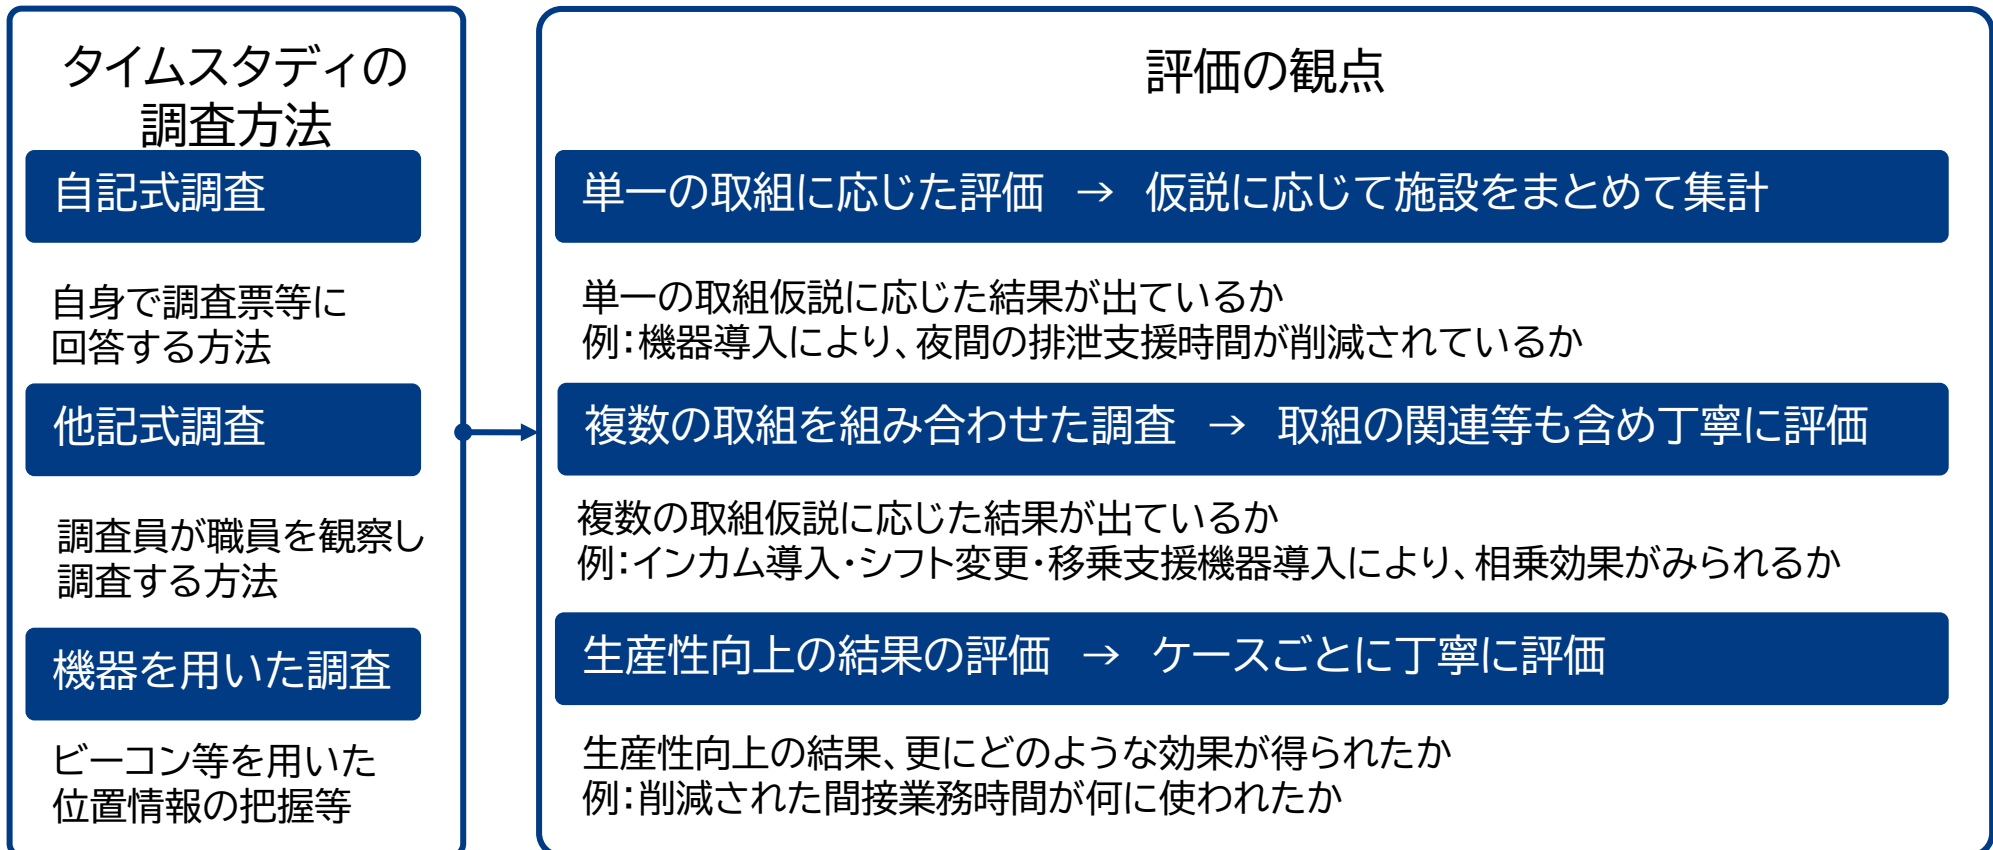 タイムスタディの
調査方法
自記式調査
自身で調査票等に
回答する方法
他記式調査
調査員が職員を観察し
調査する方法
機器を用いた調査
ビーコン等を用いた
位置情報の把握等
評価の観点
単一の取組に応じた評価 → 仮説に応じて施設をまとめて集計
単一の取組仮説に応じた結果が出ているか
例：機器導入により、夜間の排泄支援時間が削減されているか
複数の取組を組み合わせた調査 → 取組の関連等も含め丁寧に評価
複数の取組仮説に応じた結果が出ているか
例：インカム導入・シフト変更・移乗支援機器導入により、相乗効果がみられるか
生産性向上の結果の評価 → ケースごとに丁寧に評価
生産性向上の結果、更にどのような効果が得られたか
例：削減された間接業務時間が何に使われたか